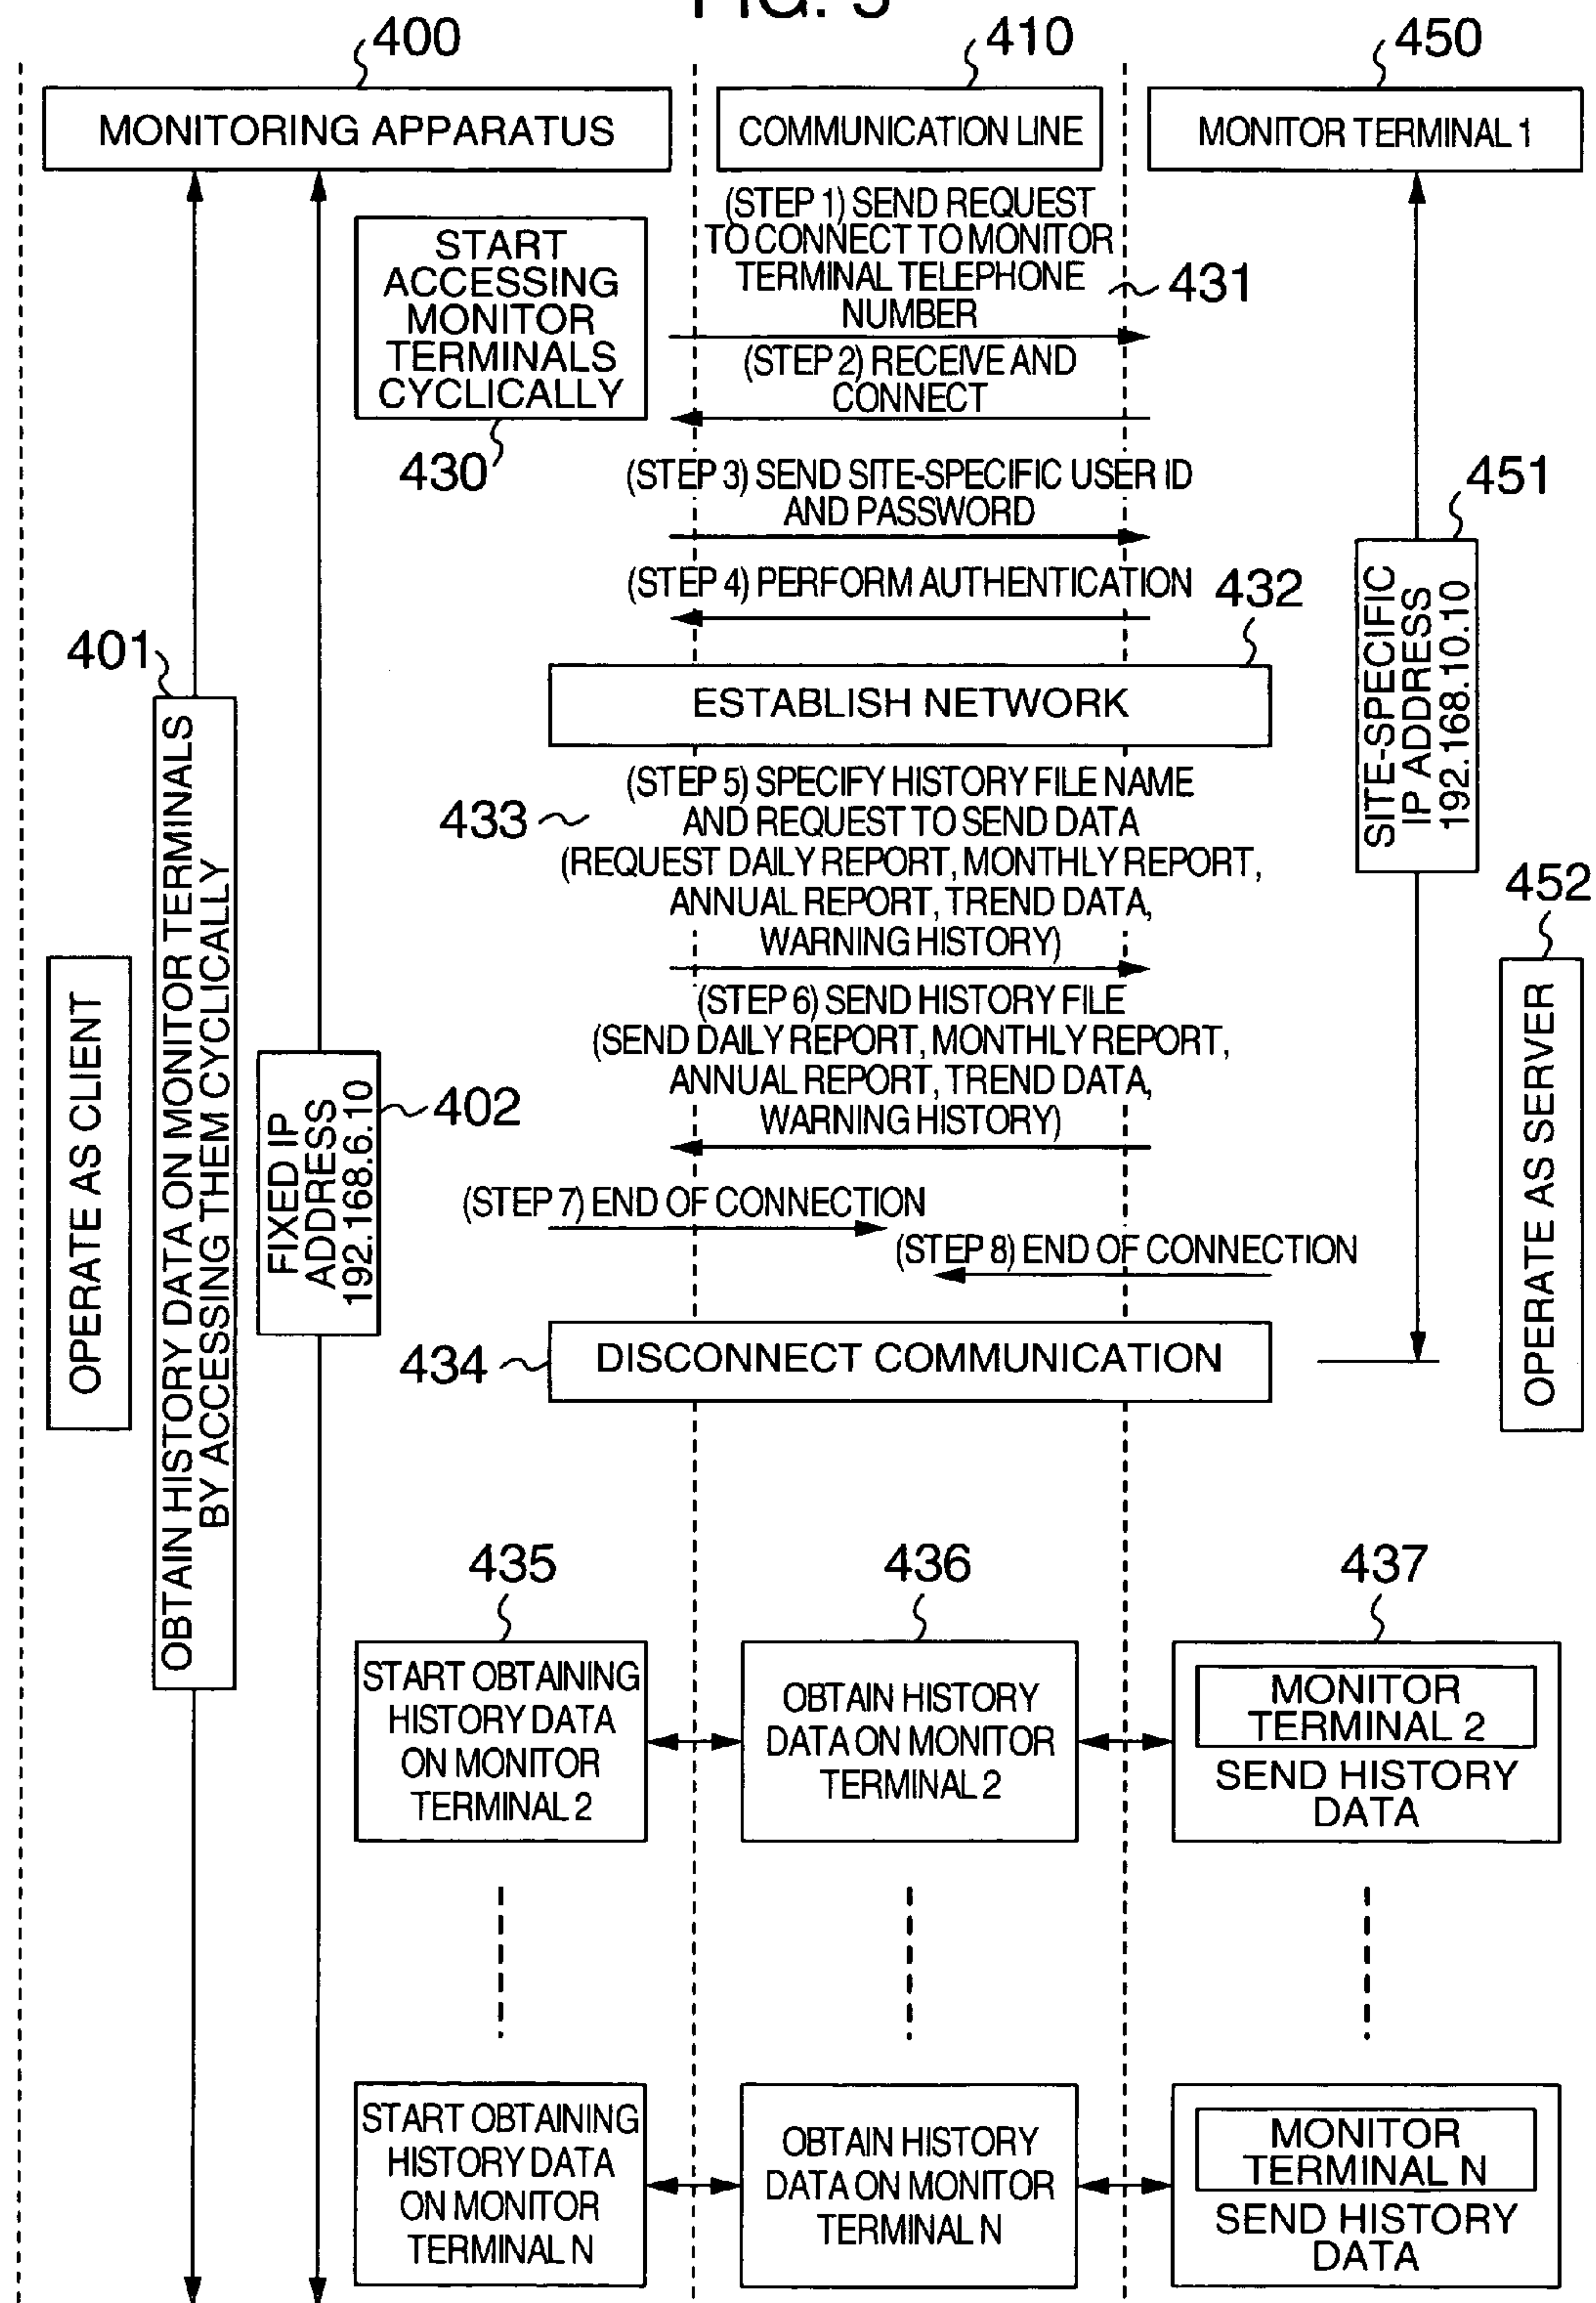 FIG. 5
400
410
450
MONITORING APPARATUS
COMMUNICATION LINE
MONITOR TERMINAL 1
START
ACCESSING
MONITOR
TERMINALS
CYCLICALLY
430
(STEP 1) SEND REQUEST
TO CONNECT TO MONITOR
TERMINAL TELEPHONE
NUMBER
431
(STEP 2) RECEIVE AND
CONNECT
(STEP 3) SEND SITE-SPECIFIC USER ID
AND PASSWORD
(STEP 4) PERFORM AUTHENTICATION
432
451
SITE-SPECIFIC
IP ADDRESS
192.168.10.10
401
OBTAIN HISTORY DATA ON MONITOR TERMINALS
BY ACCESSING THEM CYCLICALLY
ESTABLISH NETWORK
433
(STEP 5) SPECIFY HISTORY FILE NAME
AND REQUEST TO SEND DATA
(REQUEST DAILY REPORT, MONTHLY REPORT,
ANNUAL REPORT, TREND DATA,
WARNING HISTORY)
452
OPERATE AS SERVER
OPERATE AS CLIENT
FIXED IP
ADDRESS
192.168.6.10
402
(STEP 6) SEND HISTORY FILE
(SEND DAILY REPORT, MONTHLY REPORT,
ANNUAL REPORT, TREND DATA,
WARNING HISTORY)
(STEP 7) END OF CONNECTION
(STEP 8) END OF CONNECTION
434
DISCONNECT COMMUNICATION
435
436
437
START OBTAINING
HISTORY DATA
ON MONITOR
TERMINAL 2
OBTAIN HISTORY
DATA ON MONITOR
TERMINAL 2
MONITOR
TERMINAL 2
SEND HISTORY
DATA
START OBTAINING
HISTORY DATA
ON MONITOR
TERMINAL N
OBTAIN HISTORY
DATA ON MONITOR
TERMINAL N
MONITOR
TERMINAL N
SEND HISTORY
DATA